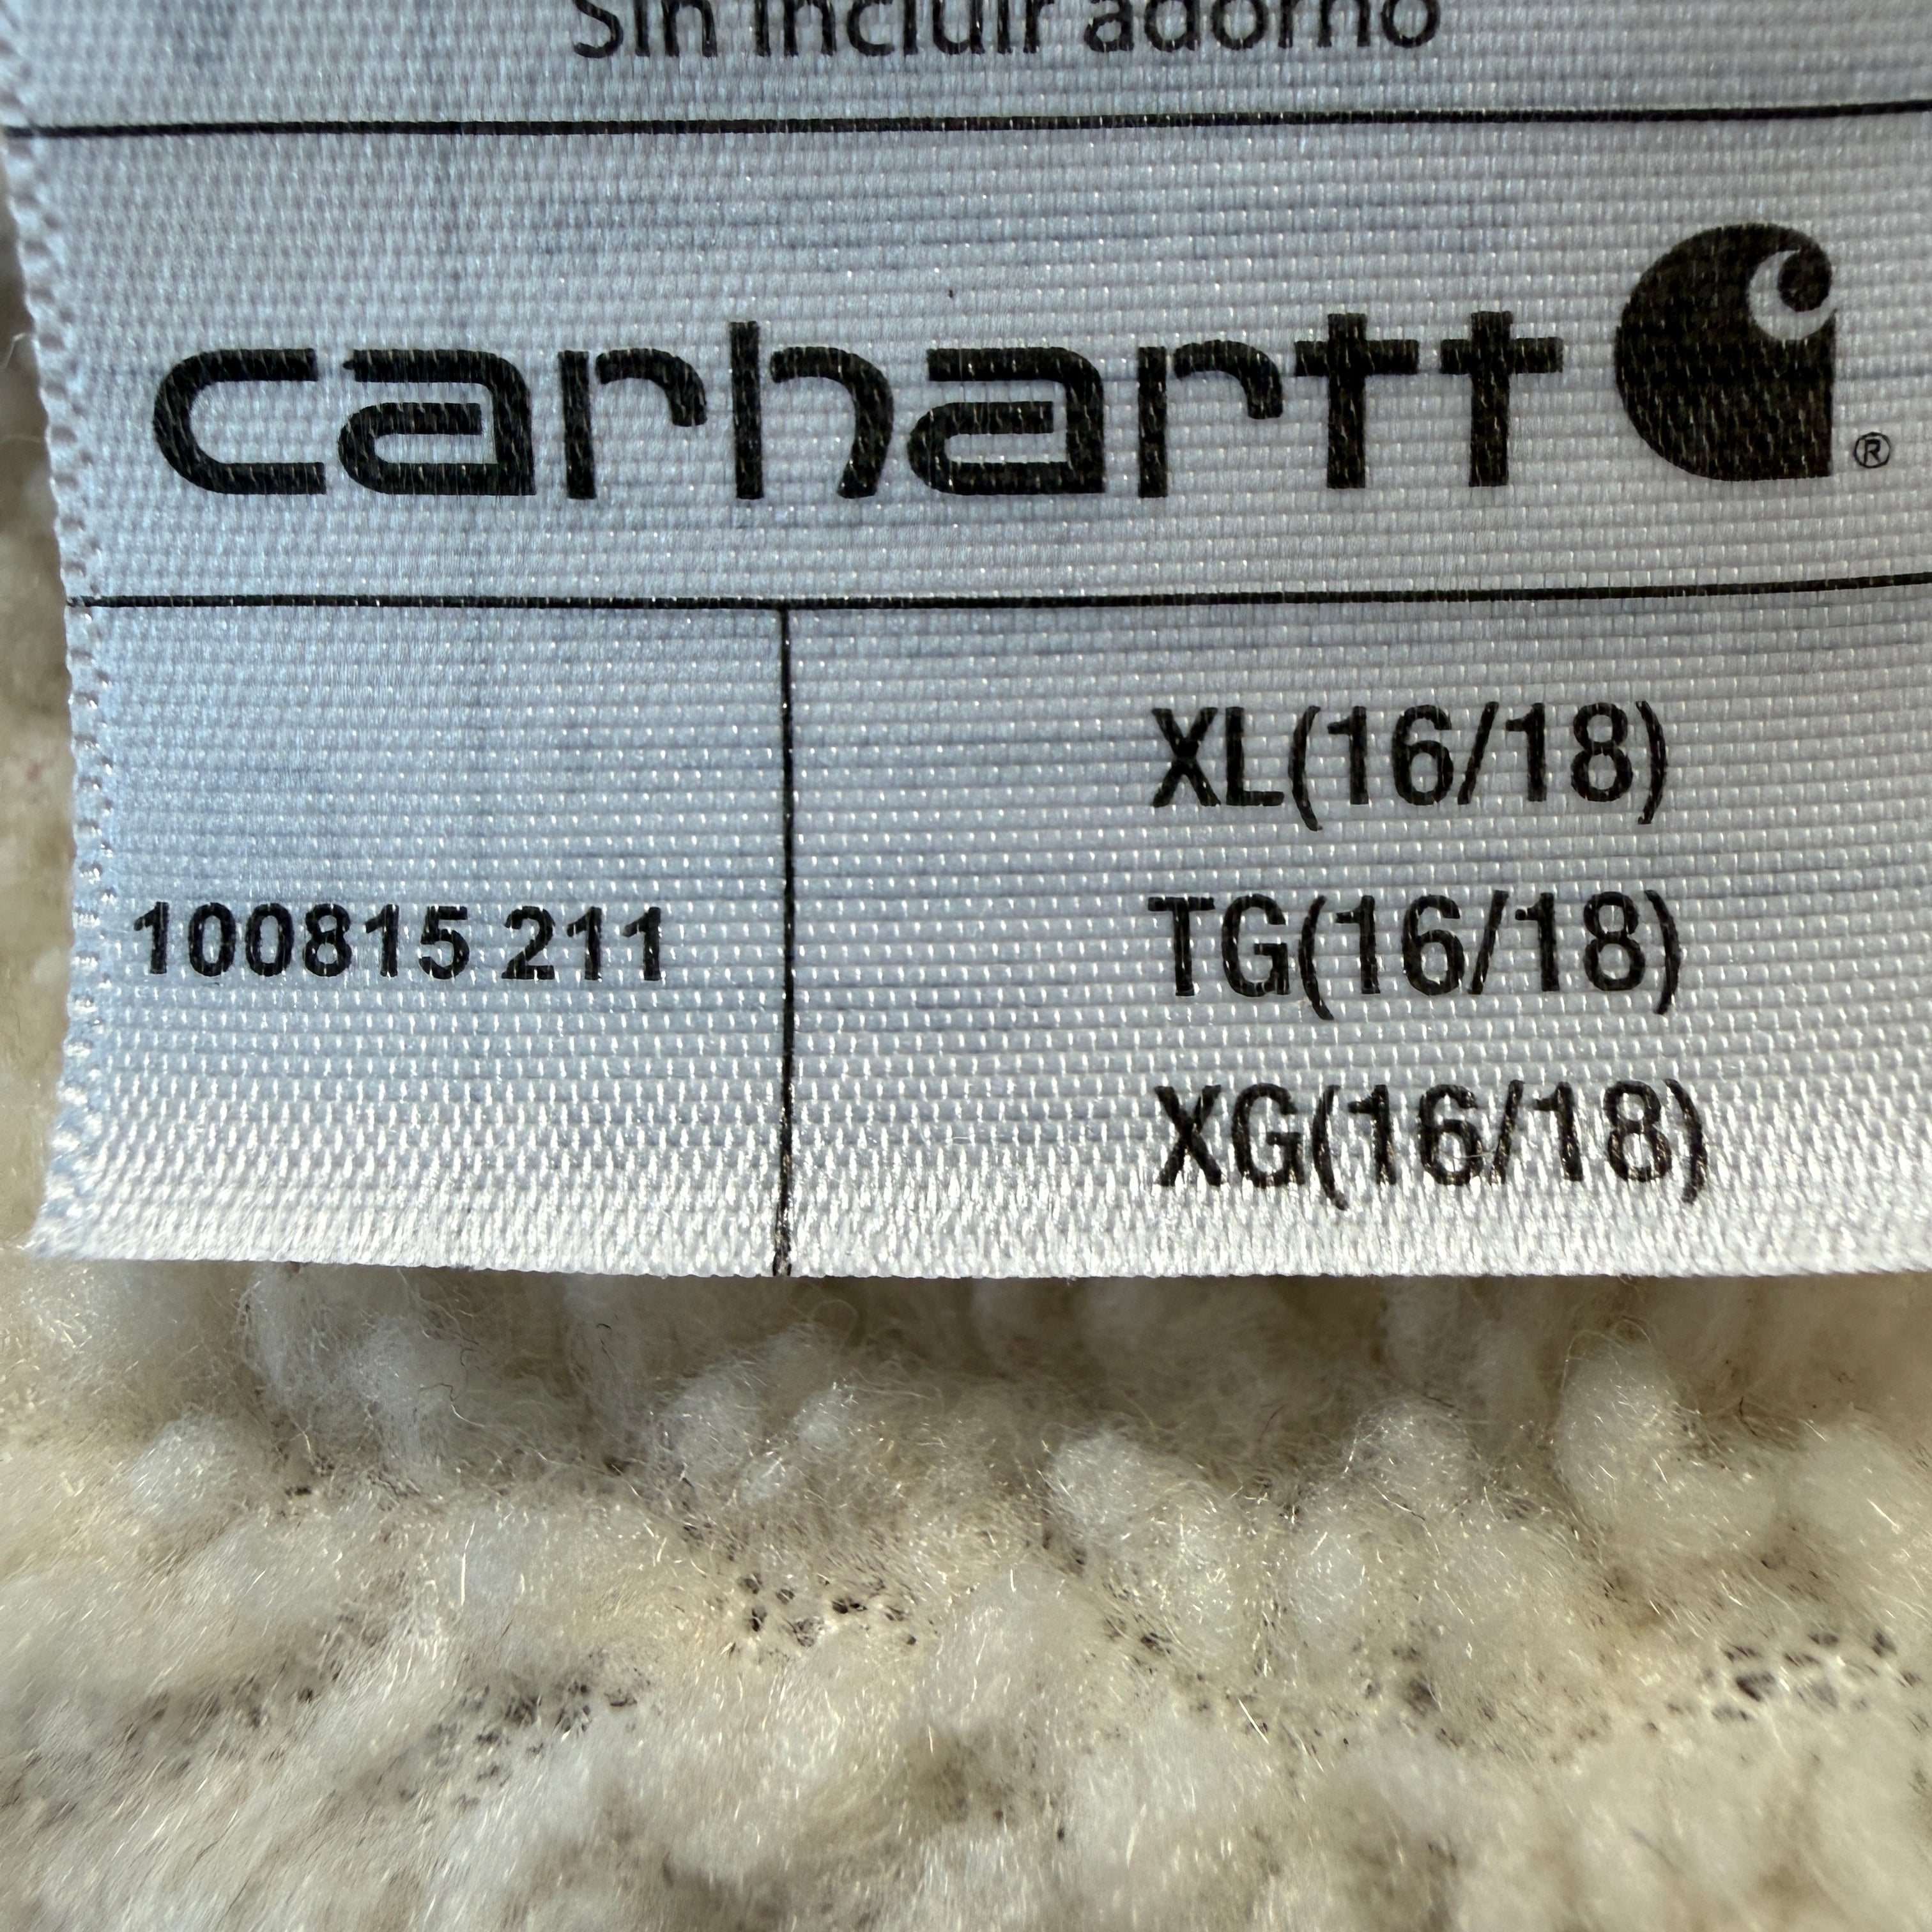 Sin incluir adorno
carhartt ®
XL(16/18)
100815 211
TG(16/18)
XG(16/18)